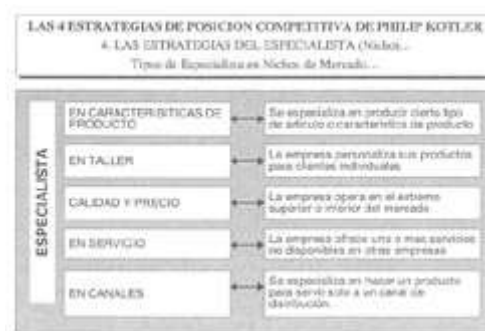 LAS 4 ESTRATEGIAS DE POSICION COMPETITIVA DE PHILIP KOTLER
4. LAS ESTRATEGIAS DEL ESPECIALISTA (Nichos)...
Tipos de Especialista en Nichos de Mercado...
ESPECIALISTA
EN CARACTERISTICAS DE
PRODUCTO
Se especializa en producir cierto tipo
de articulo o caracteristica de producto
EN TALLER
La empresa personaliza sus productos
para clientes individuales
CALIDAD Y PRECIO
La empresa opera en el extremo
superior o inferior del mercado
EN SERVICIO
La empresa ofrece uno o mas servicios
no disponibles en otras empresas
EN CANALES
Se especializa en hacer un producto
para servir solo a un canal de
distribución.